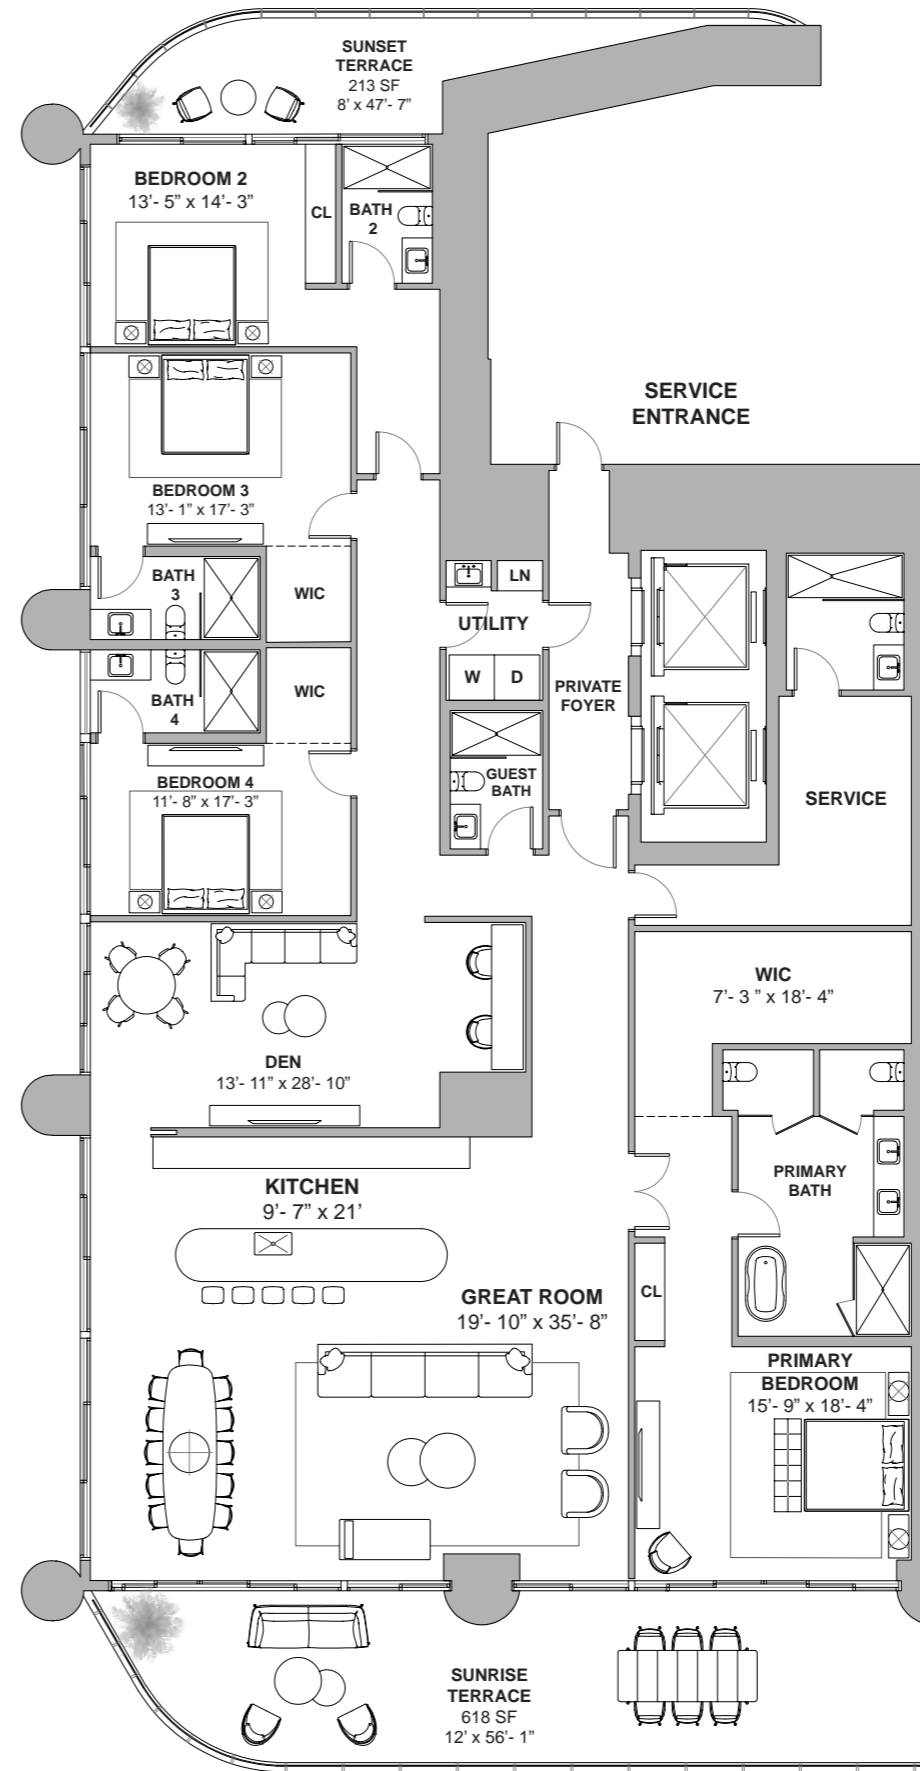 SUNSET
TERRACE
213 SF
8' x 47'- 7"
BEDROOM 2
13'- 5" x 14'- 3"
CL
BATH
2
SERVICE
ENTRANCE
BEDROOM 3
13'- 1" x 17'- 3"
BATH
3
WIC
LN
UTILITY
W
D
PRIVATE
FOYER
WIC
BATH
4
GUEST
BATH
BEDROOM 4
11'- 8" x 17'- 3"
SERVICE
WIC
7'- 3 " x 18'- 4"
DEN
13'- 11" x 28'- 10"
PRIMARY
BATH
KITCHEN
9'- 7" x 21'
CL
GREAT ROOM
19'- 10" x 35'- 8"
PRIMARY
BEDROOM
15'- 9" x 18'- 4"
SUNRISE
TERRACE
618 SF
12' x 56'- 1"